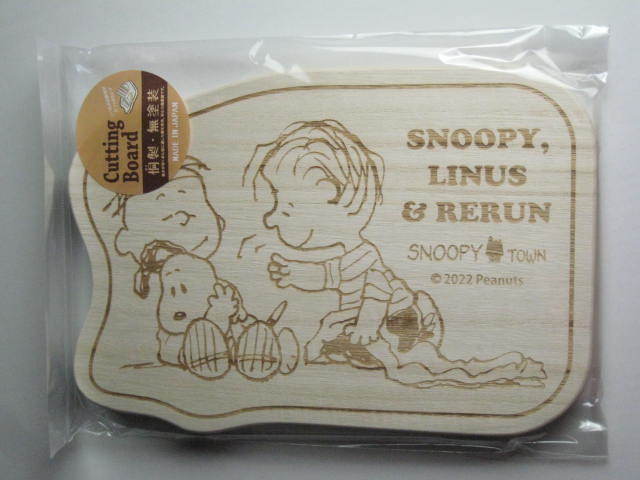 Cutting
Board
桐製・無塗装
MADE IN JAPAN
SNOOPY,
LINUS
& RERUN
SNOOPY TOWN
© 2022 Peanuts